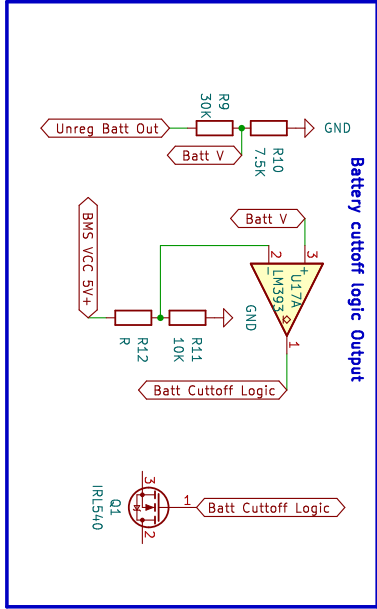 Battery cuttoff logic Output
R9
30K
R10
7.5K
GND
Unreg Batt Out
Batt V
Batt V
BMS VCC 5V+
2
3
−
+
U17A
LM393
1
GND
R12
R
R11
10K
Batt Cuttoff Logic
3
1
Batt Cuttoff Logic
Q1
IRL540
2